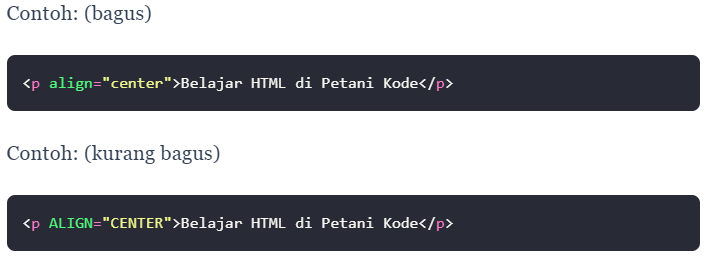 Contoh: (bagus)
<p align="center">Belajar HTML di Petani Kode</p>
Contoh: (kurang bagus)
<p ALIGN="CENTER">Belajar HTML di Petani Kode</p>